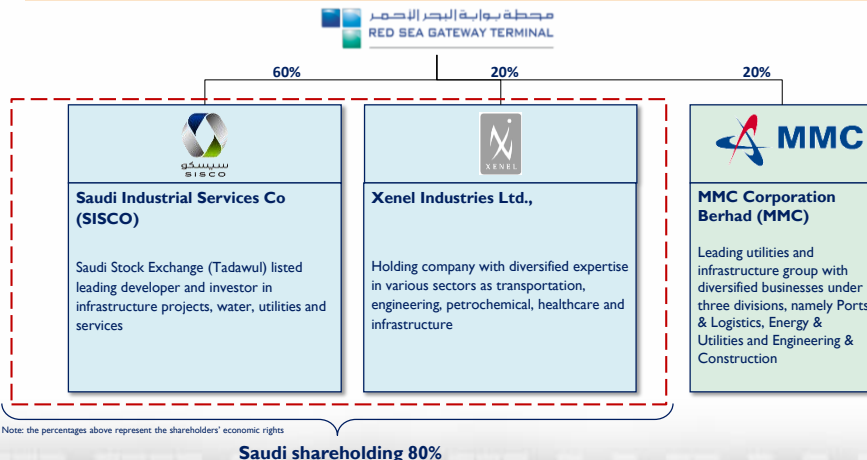 محطة بوابة البحر الأحمر
RED SEA GATEWAY TERMINAL
60%
20%
20%
سيسكو
SISCO
XENEL
MMC
Saudi Industrial Services Co
(SISCO)
Saudi Stock Exchange (Tadawul) listed
leading developer and investor in
infrastructure projects, water, utilities and
services
Xenel Industries Ltd.,
Holding company with diversified expertise
in various sectors as transportation,
engineering, petrochemical, healthcare and
infrastructure
MMC Corporation
Berhad (MMC)
Leading utilities and
infrastructure group with
diversified businesses under
three divisions, namely Ports
& Logistics, Energy &
Utilities and Engineering &
Construction
Note: the percentages above represent the shareholders' economic rights
Saudi shareholding 80%